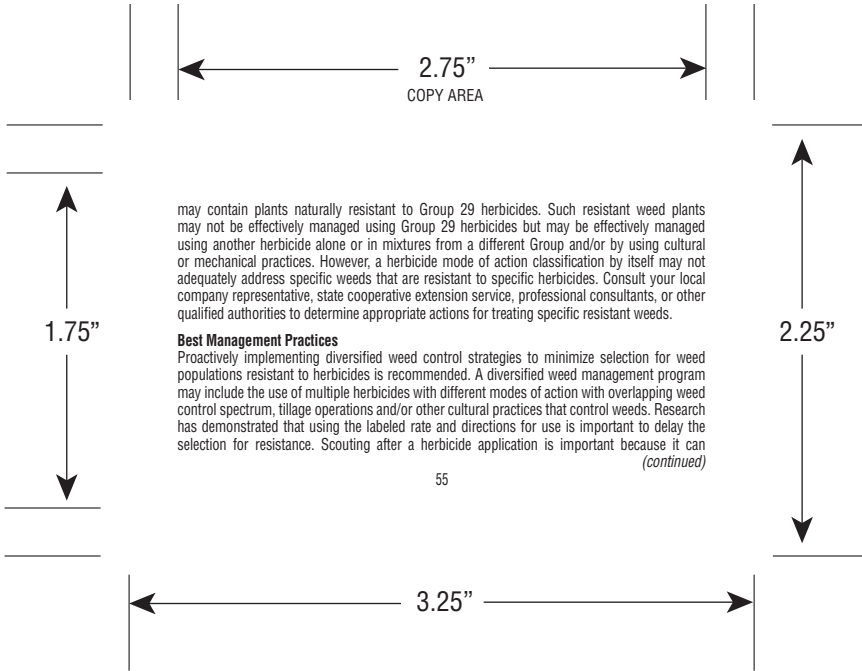 2.75”
COPY AREA
may contain plants naturally resistant to Group 29 herbicides. Such resistant weed plants
may not be effectively managed using Group 29 herbicides but may be effectively managed
using another herbicide alone or in mixtures from a different Group and/or by using cultural
or mechanical practices. However, a herbicide mode of action classification by itself may not
adequately address specific weeds that are resistant to specific herbicides. Consult your local
company representative, state cooperative extension service, professional consultants, or other
qualified authorities to determine appropriate actions for treating specific resistant weeds.
1.75”
2.25”
Best Management Practices
Proactively implementing diversified weed control strategies to minimize selection for weed
populations resistant to herbicides is recommended. A diversified weed management program
may include the use of multiple herbicides with different modes of action with overlapping weed
control spectrum, tillage operations and/or other cultural practices that control weeds. Research
has demonstrated that using the labeled rate and directions for use is important to delay the
selection for resistance. Scouting after a herbicide application is important because it can
(continued)
55
3.25”